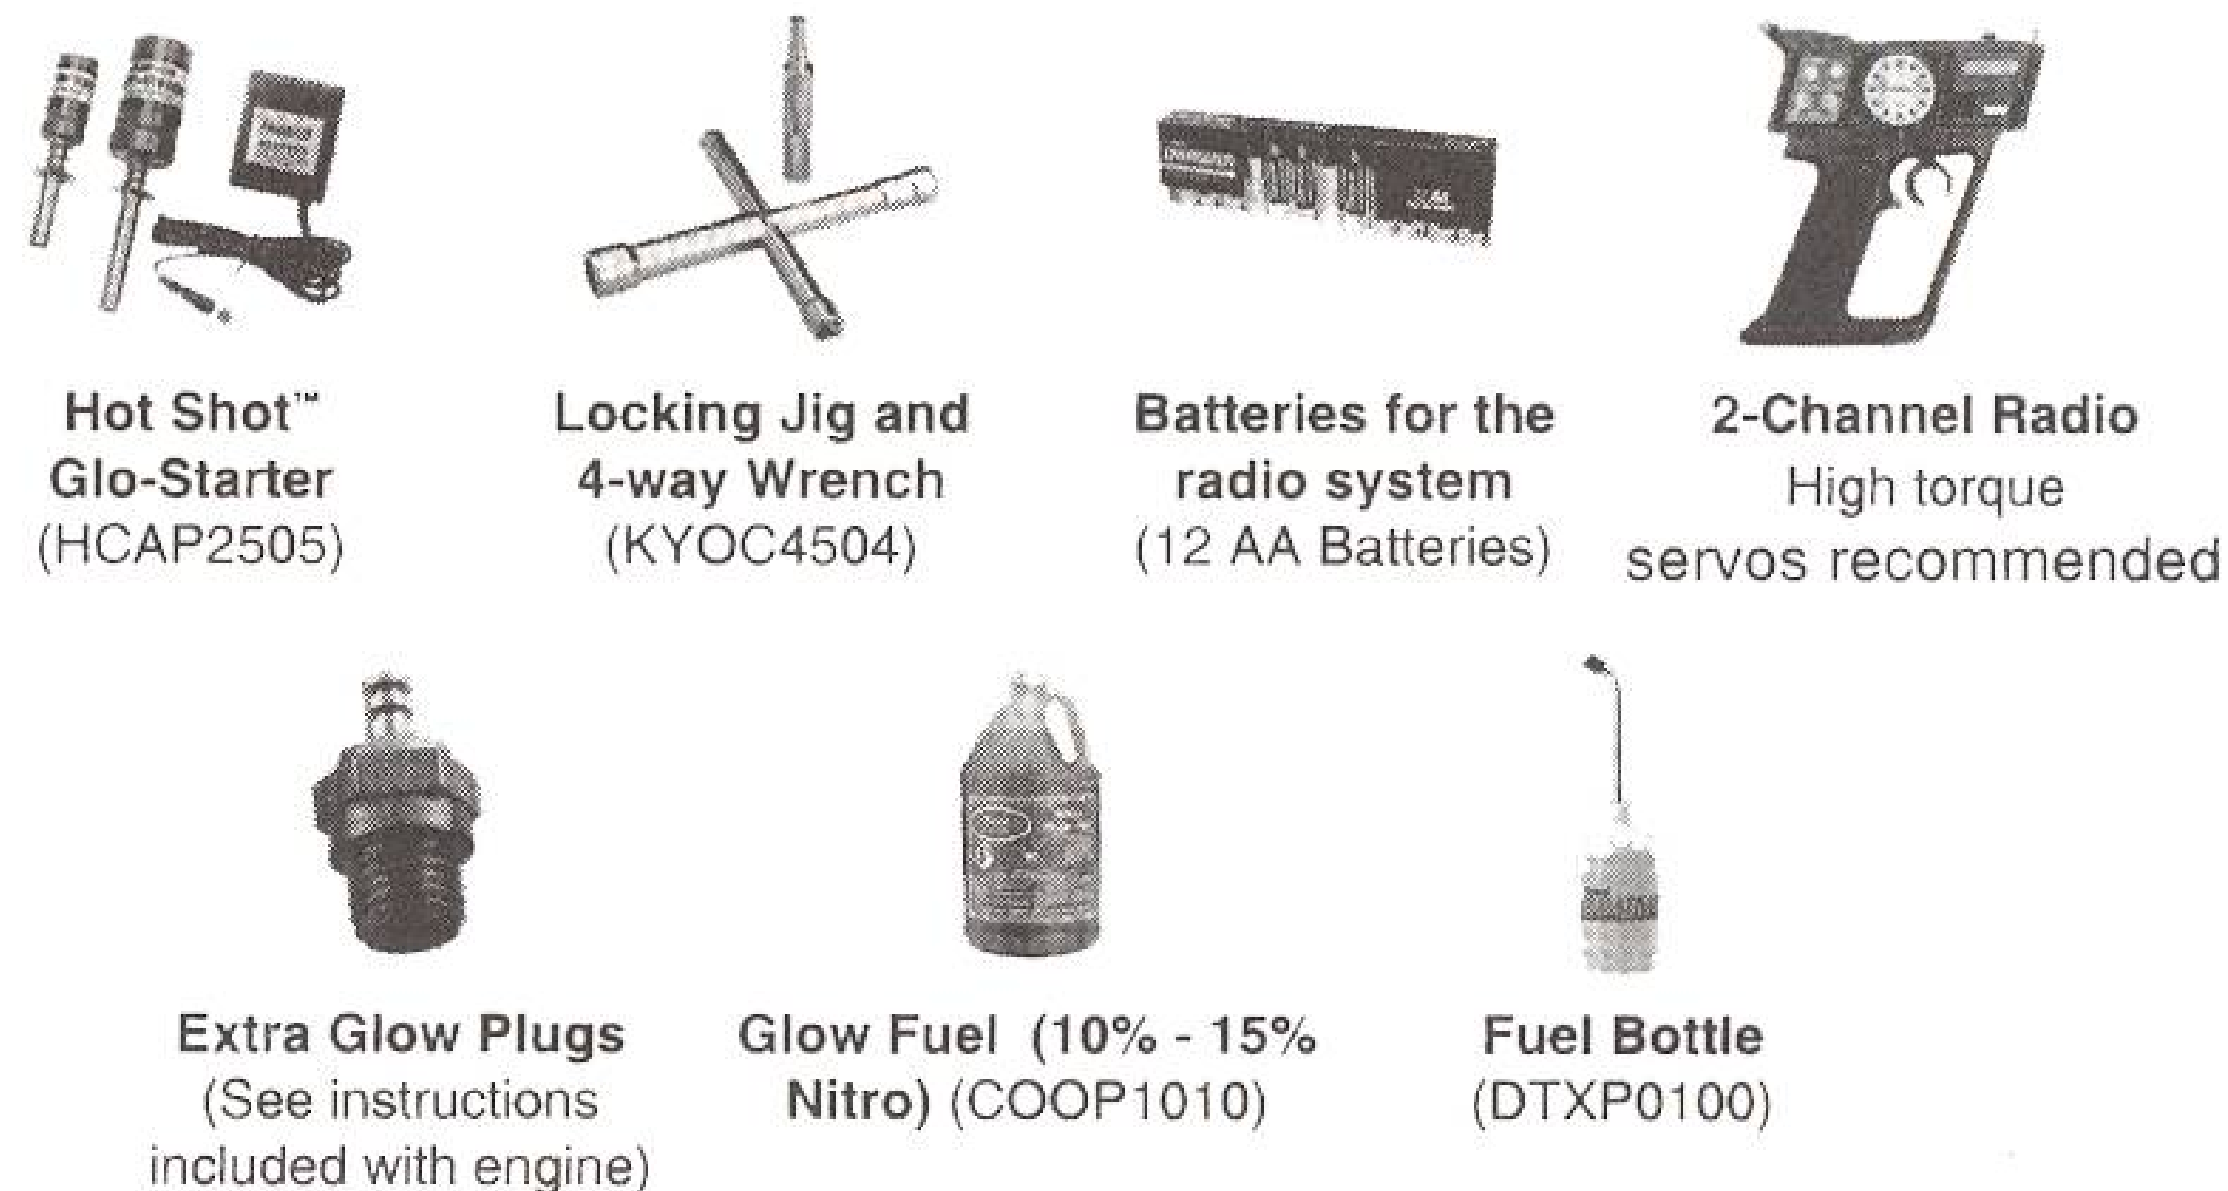 Hot Shot™
Glo-Starter
(HCAP2505)
Locking Jig and
4-way Wrench
(KYOC4504)
Batteries for the
radio system
(12 AA Batteries)
2-Channel Radio
High torque
servos recommended
Extra Glow Plugs
(See instructions
included with engine)
Glow Fuel (10% - 15%
Nitro) (COOP1010)
Fuel Bottle
(DTXP0100)